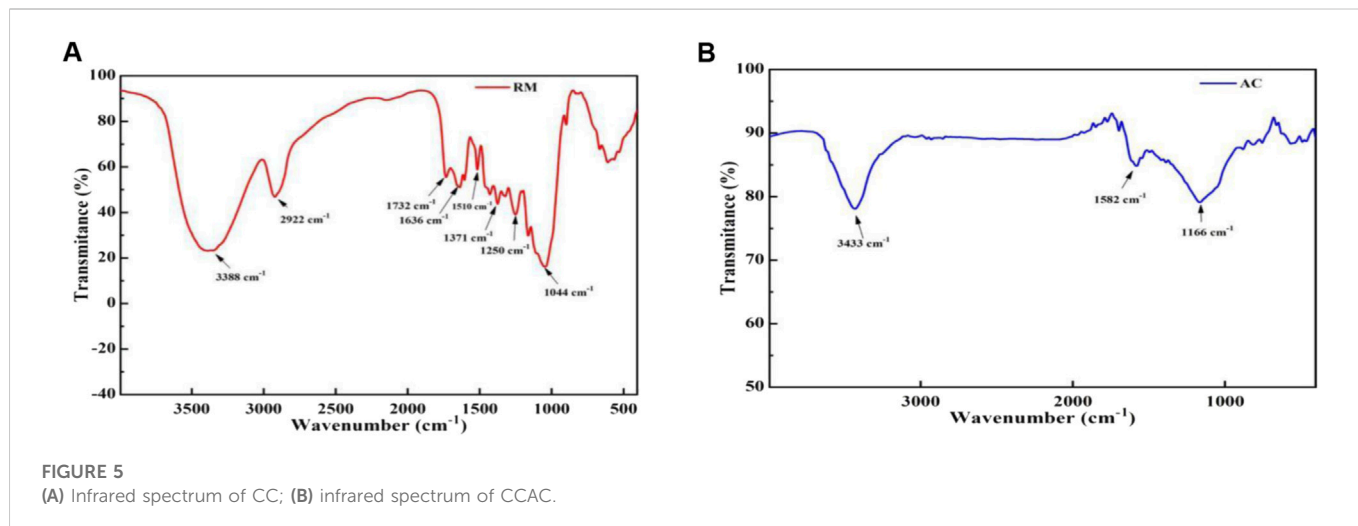 A
RM
100
80
60
40
20
0
−20
−40
Transmitance (%)
3388 cm⁻¹
2922 cm⁻¹
1732 cm⁻¹
1636 cm⁻¹
1510 cm⁻¹
1371 cm⁻¹
1250 cm⁻¹
1044 cm⁻¹
3500 3000 2500 2000 1500 1000 500
Wavenumber (cm⁻¹)
B
AC
100
90
80
70
60
50
Transmitance (%)
3433 cm⁻¹
1582 cm⁻¹
1166 cm⁻¹
3000 2000 1000
Wavenumber (cm⁻¹)
FIGURE 5
(A) Infrared spectrum of CC; (B) infrared spectrum of CCAC.